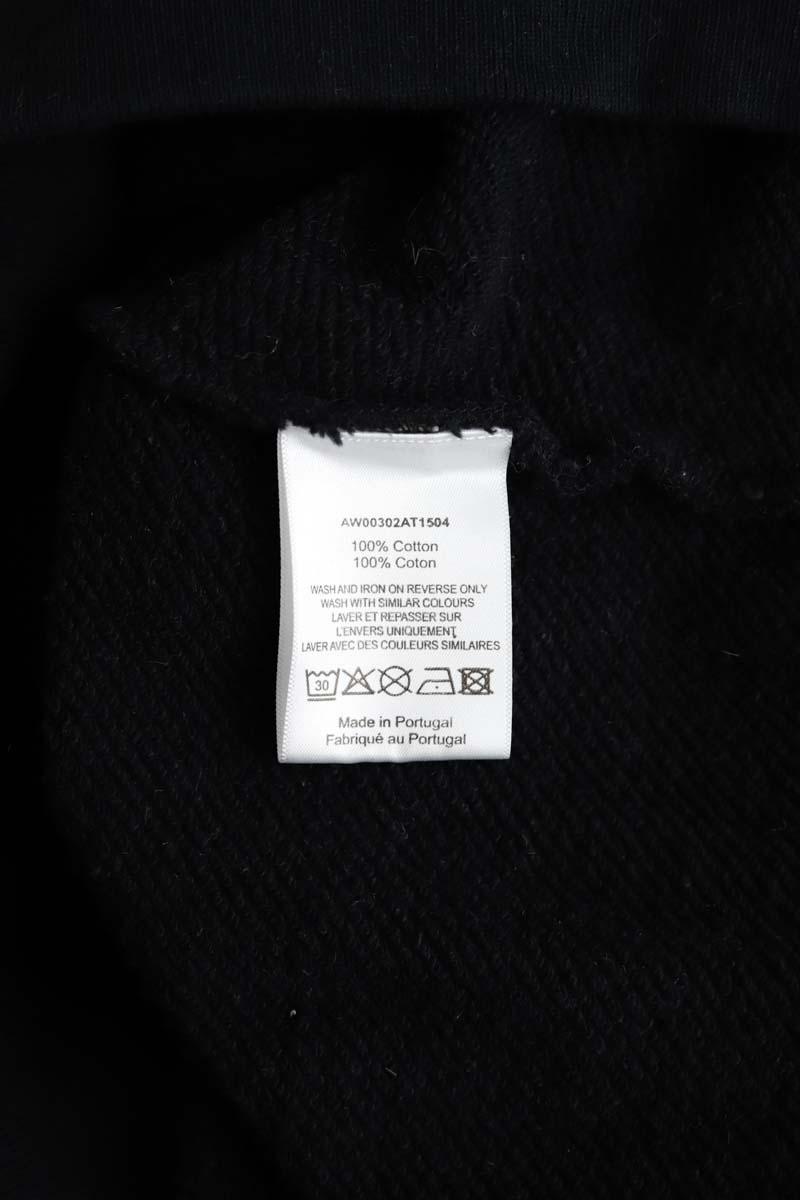 AW00302AT1504
100% Cotton
100% Coton
WASH AND IRON ON REVERSE ONLY
WASH WITH SIMILAR COLOURS
LAVER ET REPASSER SUR
L'ENVERS UNIQUEMENT
LAVER AVEC DES COULEURS SIMILAIRES
30
Made in Portugal
Fabriqué au Portugal